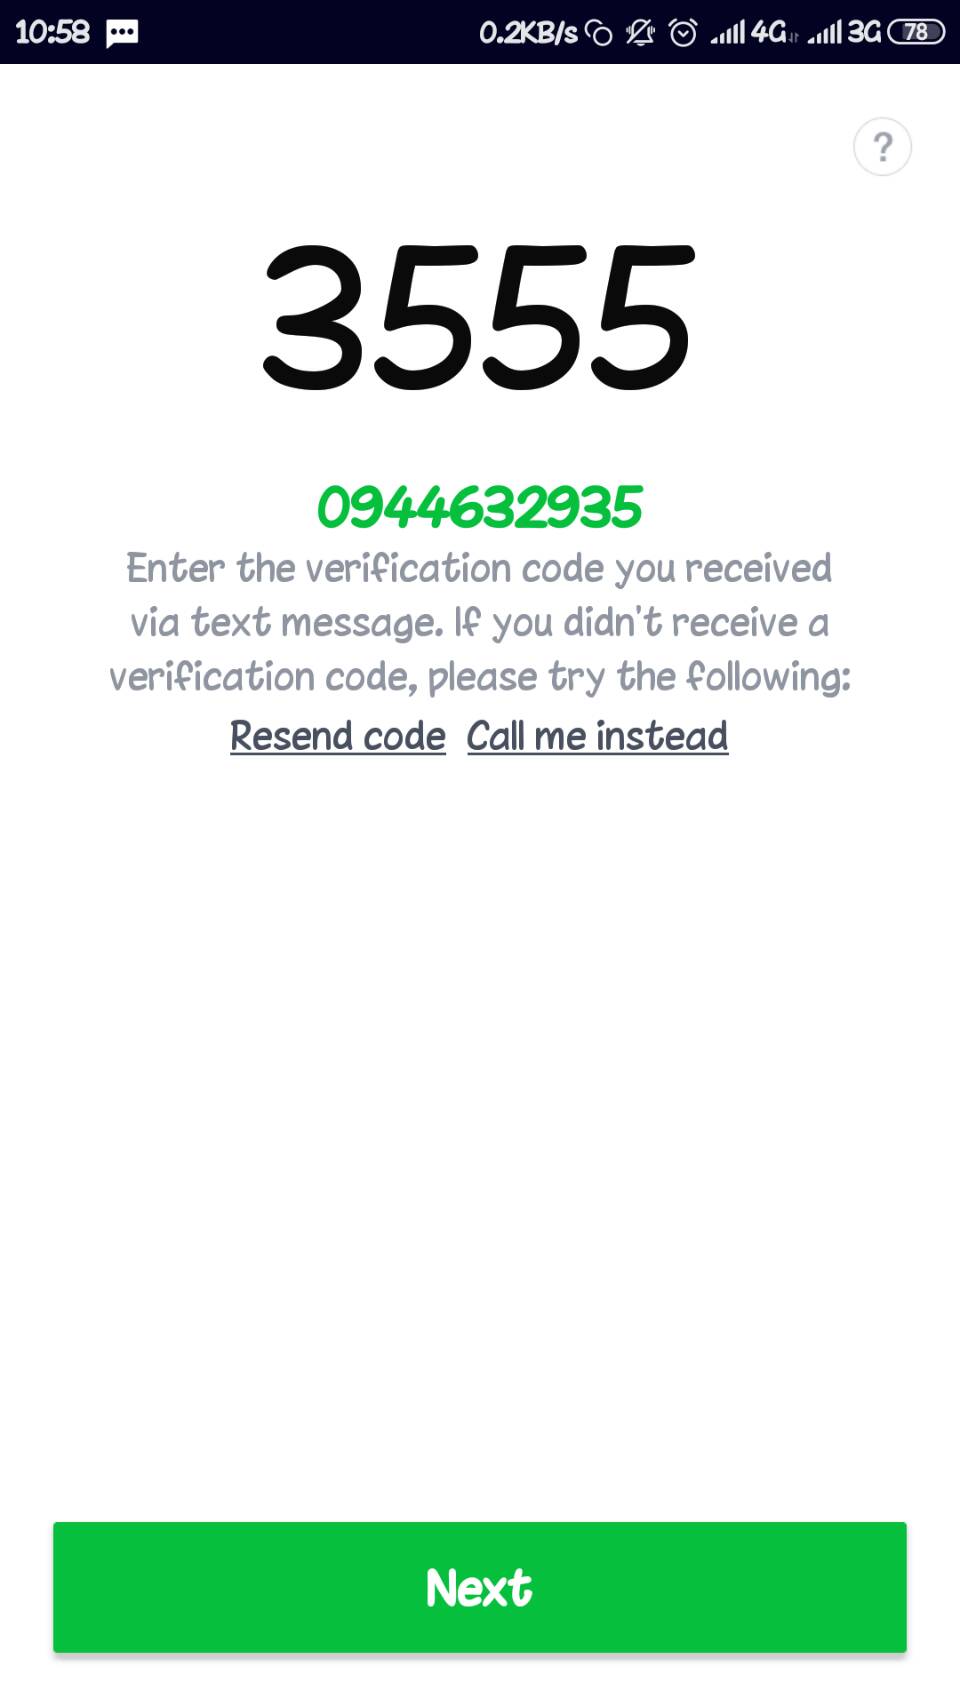 10:58 0.2KB/s 4G 3G 78
?
3555
0944632935
Enter the verification code you received
via text message. If you didn't receive a
verification code, please try the following:
Resend code Call me instead
Next